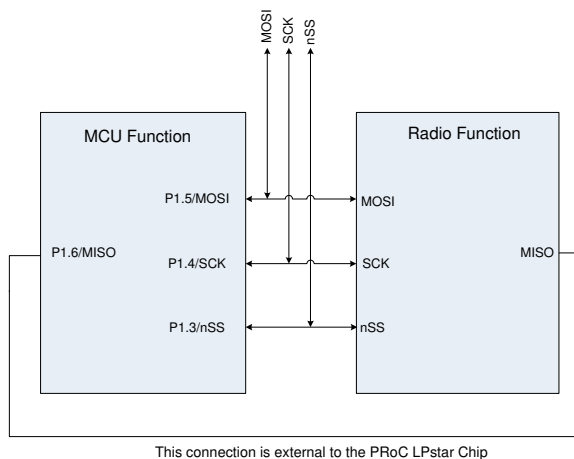 MOSI
SCK
nSS
MCU Function
Radio Function
P1.5/MOSI
MOSI
P1.6/MISO
MISO
P1.4/SCK
SCK
P1.3/nSS
nSS
This connection is external to the PRoC LPstar Chip